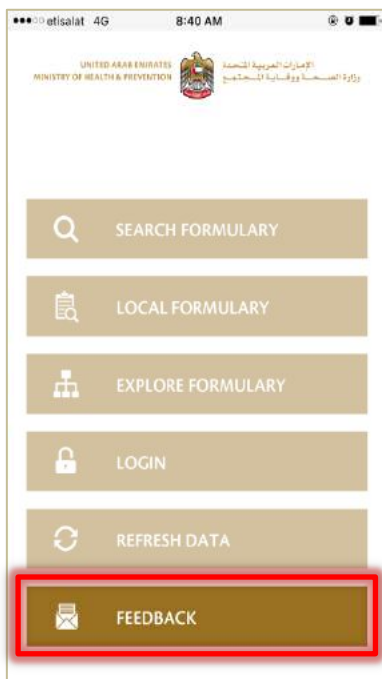 etisalat 4G 8:40 AM
UNITED ARAB EMIRATES
MINISTRY OF HEALTH & PREVENTION
الإمارات العربية المتحدة
وزارة الصحة ووقاية المجتمع
SEARCH FORMULARY
LOCAL FORMULARY
EXPLORE FORMULARY
LOGIN
REFRESH DATA
FEEDBACK